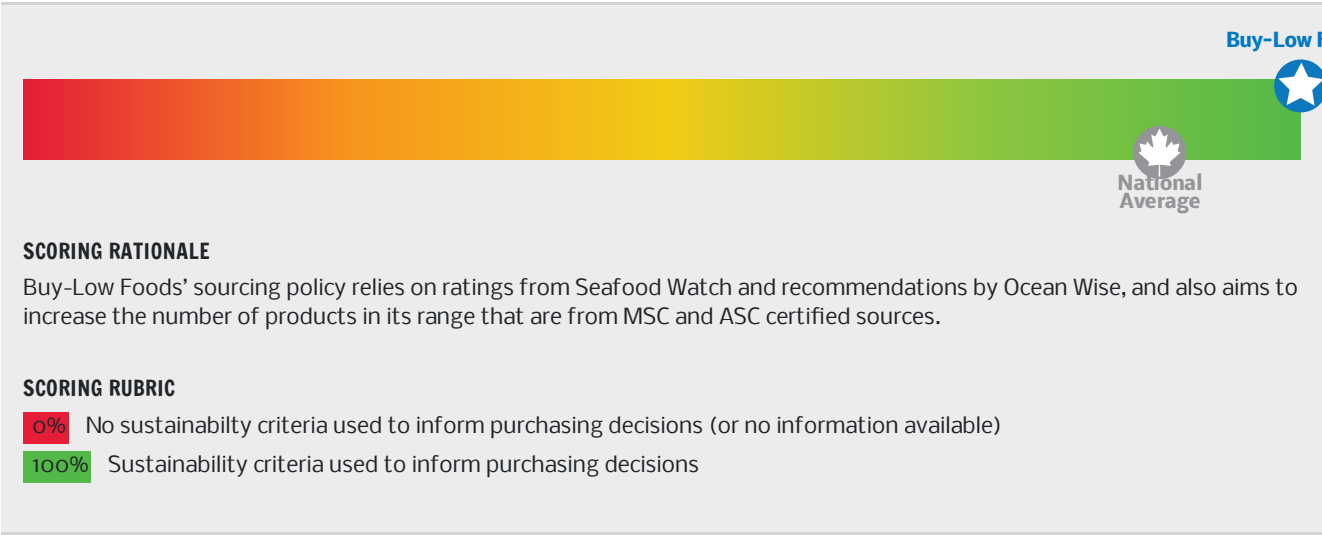 Buy-Low F
National
Average
SCORING RATIONALE
Buy-Low Foods’ sourcing policy relies on ratings from Seafood Watch and recommendations by Ocean Wise, and also aims to
increase the number of products in its range that are from MSC and ASC certified sources.
SCORING RUBRIC
0% No sustainabilty criteria used to inform purchasing decisions (or no information available)
100% Sustainability criteria used to inform purchasing decisions